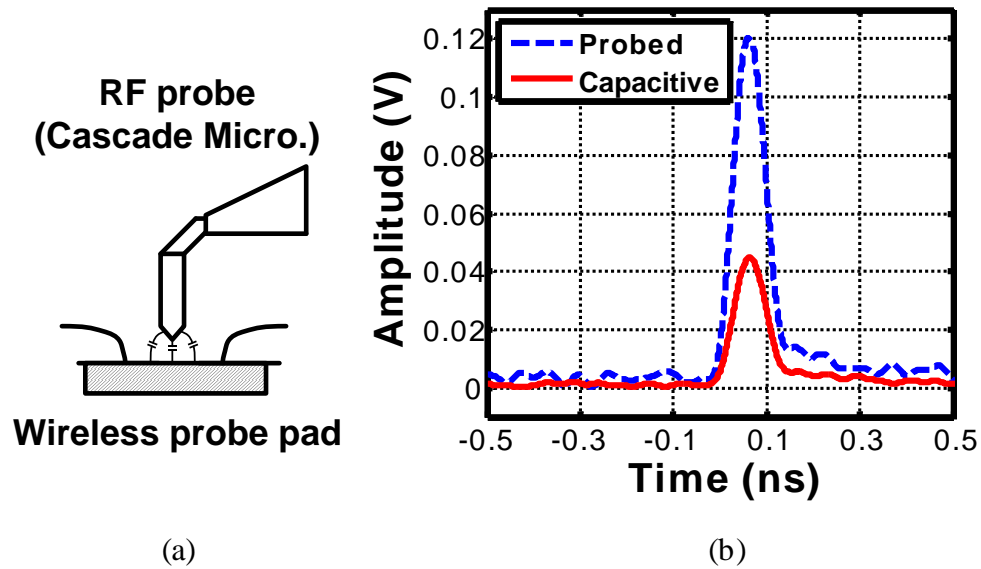 RF probe
(Cascade Micro.)
Wireless probe pad
(a)
Probed
Capacitive
Amplitude (V)
0.12
0.1
0.08
0.06
0.04
0.02
0
-0.5 -0.3 -0.1 0.1 0.3 0.5
Time (ns)
(b)